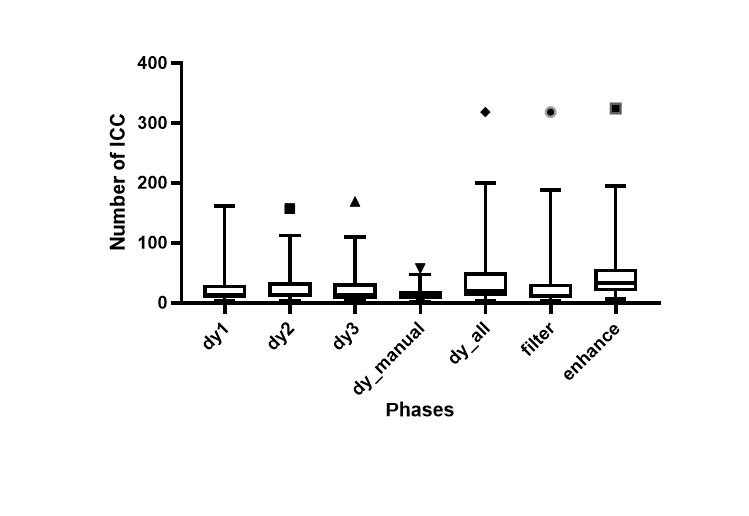 400
300
200
100
0
Number of ICC
dy1
dy2
dy3
dy_manual
dy_all
filter
enhance
Phases